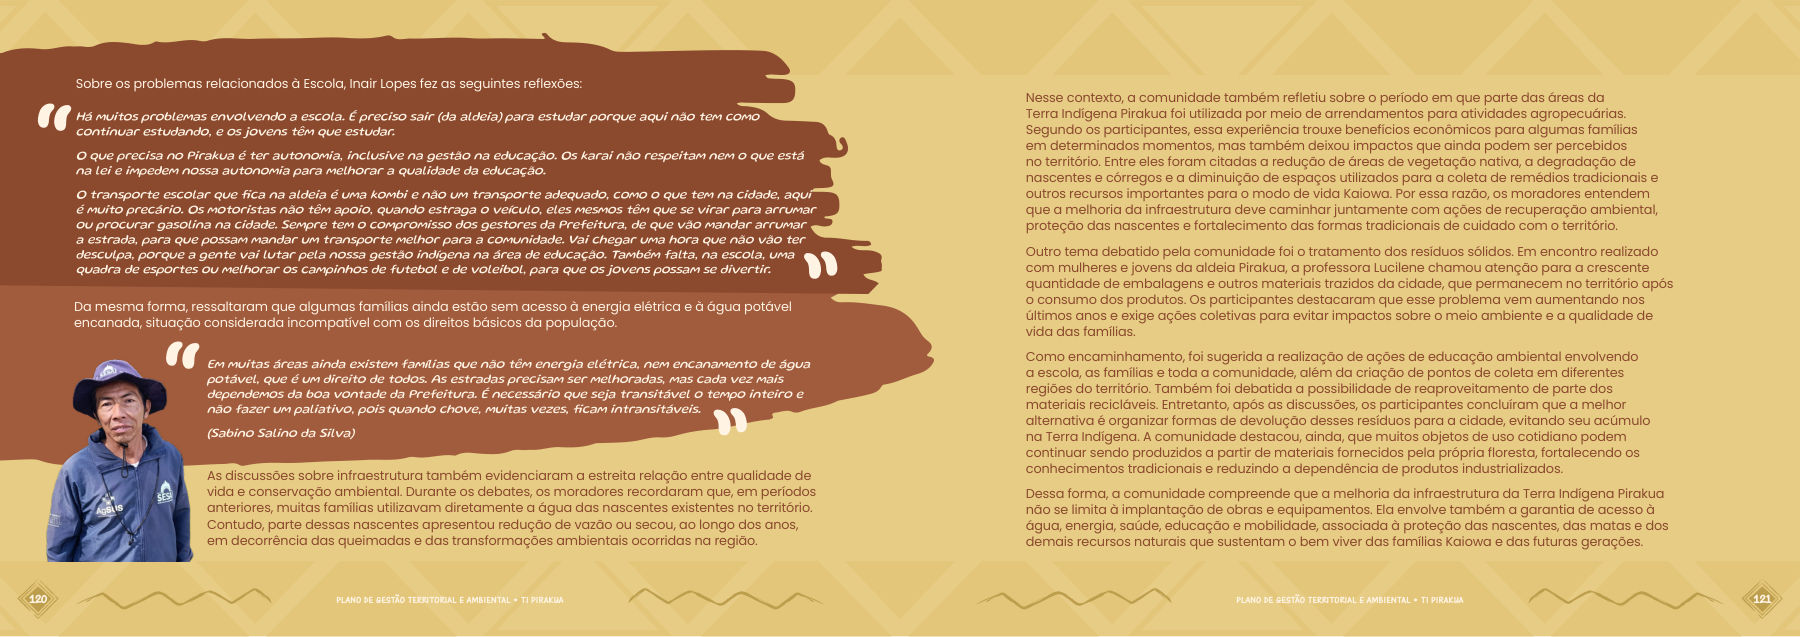 Sobre os problemas relacionados à Escola, Inair Lopes fez as seguintes reflexões:
“
Há muitos problemas envolvendo a escola. É preciso sair (da aldeia) para estudar porque aqui não tem como
continuar estudando, e os jovens têm que estudar.
O que precisa no Pirakua é ter autonomia, inclusive na gestão na educação. Os karai não respeitam nem o que está
na lei e impedem nossa autonomia para melhorar a qualidade da educação.
O transporte escolar que fica na aldeia é uma kombi e não um transporte adequado, como o que tem na cidade, aqui
é muito precário. Os motoristas não têm apoio, quando estraga o veículo, eles mesmos têm que se virar para arrumar
ou procurar gasolina na cidade. Sempre tem o compromisso dos gestores da Prefeitura, de que vão mandar arrumar
a estrada, para que possam mandar um transporte melhor para a comunidade. Vai chegar uma hora que não vão ter
desculpa, porque a gente vai lutar pela nossa gestão indígena na área de educação. Também falta, na escola, uma
quadra de esportes ou melhorar os campinhos de futebol e de voleibol, para que os jovens possam se divertir.
”
Da mesma forma, ressaltaram que algumas famílias ainda estão sem acesso à energia elétrica e à água potável
encanada, situação considerada incompatível com os direitos básicos da população.
“
Em muitas áreas ainda existem famílias que não têm energia elétrica, nem encanamento de água
potável, que é um direito de todos. As estradas precisam ser melhoradas, mas cada vez mais
dependemos da boa vontade da Prefeitura. É necessário que seja transitável o tempo inteiro e
não fazer um paliativo, pois quando chove, muitas vezes, ficam intransitáveis.
”
(Sabino Salino da Silva)
SESAI
AgSUS
As discussões sobre infraestrutura também evidenciaram a estreita relação entre qualidade de
vida e conservação ambiental. Durante os debates, os moradores recordaram que, em períodos
anteriores, muitas famílias utilizavam diretamente a água das nascentes existentes no território.
Contudo, parte dessas nascentes apresentou redução de vazão ou secou, ao longo dos anos,
em decorrência das queimadas e das transformações ambientais ocorridas na região.
120
PLANO DE GESTÃO TERRITORIAL E AMBIENTAL • TI PIRAKUA
Nesse contexto, a comunidade também refletiu sobre o período em que parte das áreas da
Terra Indígena Pirakua foi utilizada por meio de arrendamentos para atividades agropecuárias.
Segundo os participantes, essa experiência trouxe benefícios econômicos para algumas famílias
em determinados momentos, mas também deixou impactos que ainda podem ser percebidos
no território. Entre eles foram citadas a redução de áreas de vegetação nativa, a degradação de
nascentes e córregos e a diminuição de espaços utilizados para a coleta de remédios tradicionais e
outros recursos importantes para o modo de vida Kaiowa. Por essa razão, os moradores entendem
que a melhoria da infraestrutura deve caminhar juntamente com ações de recuperação ambiental,
proteção das nascentes e fortalecimento das formas tradicionais de cuidado com o território.
Outro tema debatido pela comunidade foi o tratamento dos resíduos sólidos. Em encontro realizado
com mulheres e jovens da aldeia Pirakua, a professora Lucilene chamou atenção para a crescente
quantidade de embalagens e outros materiais trazidos da cidade, que permanecem no território após
o consumo dos produtos. Os participantes destacaram que esse problema vem aumentando nos
últimos anos e exige ações coletivas para evitar impactos sobre o meio ambiente e a qualidade de
vida das famílias.
Como encaminhamento, foi sugerida a realização de ações de educação ambiental envolvendo
a escola, as famílias e toda a comunidade, além da criação de pontos de coleta em diferentes
regiões do território. Também foi debatida a possibilidade de reaproveitamento de parte dos
materiais recicláveis. Entretanto, após as discussões, os participantes concluíram que a melhor
alternativa é organizar formas de devolução desses resíduos para a cidade, evitando seu acúmulo
na Terra Indígena. A comunidade destacou, ainda, que muitos objetos de uso cotidiano podem
continuar sendo produzidos a partir de materiais fornecidos pela própria floresta, fortalecendo os
conhecimentos tradicionais e reduzindo a dependência de produtos industrializados.
Dessa forma, a comunidade compreende que a melhoria da infraestrutura da Terra Indígena Pirakua
não se limita à implantação de obras e equipamentos. Ela envolve também a garantia de acesso à
água, energia, saúde, educação e mobilidade, associada à proteção das nascentes, das matas e dos
demais recursos naturais que sustentam o bem viver das famílias Kaiowa e das futuras gerações.
PLANO DE GESTÃO TERRITORIAL E AMBIENTAL • TI PIRAKUA
121